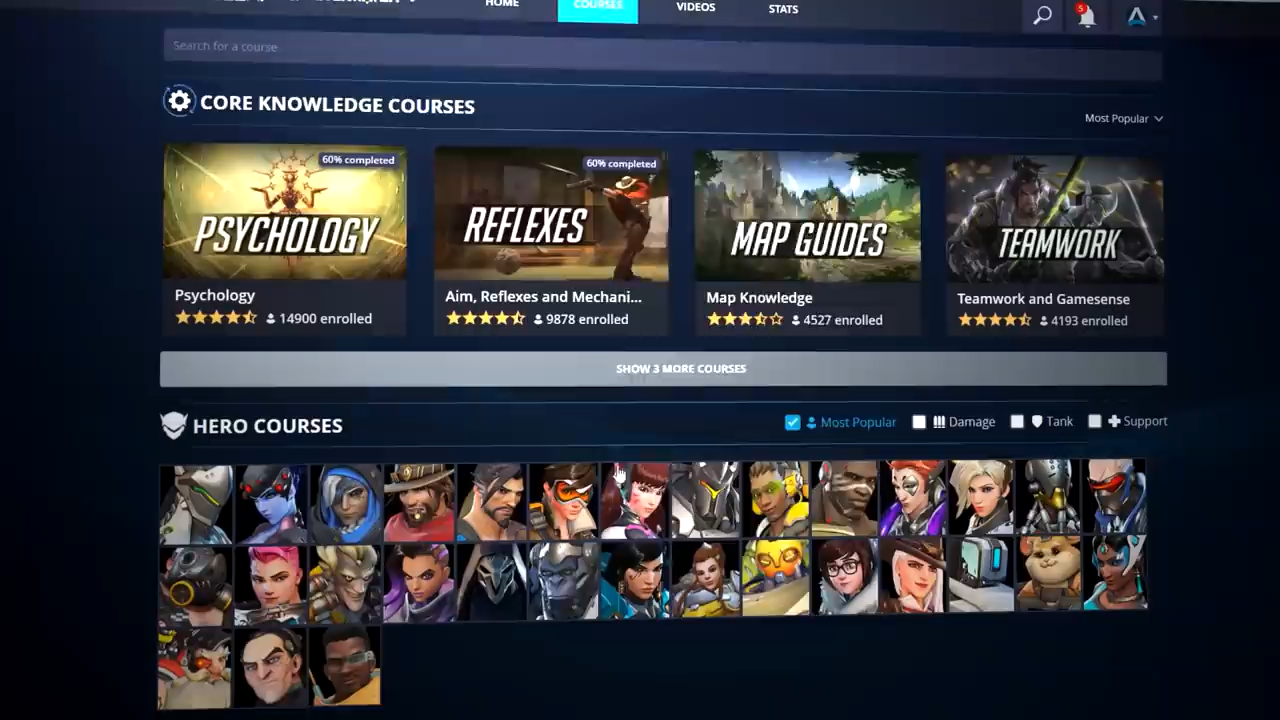 HOME
COURSES
VIDEOS
STATS
5
Search for a course
CORE KNOWLEDGE COURSES
Most Popular
60% completed
PSYCHOLOGY
Psychology
14900 enrolled
60% completed
REFLEXES
Aim, Reflexes and Mechani...
9878 enrolled
MAP GUIDES
Map Knowledge
4527 enrolled
TEAMWORK
Teamwork and Gamesense
4193 enrolled
SHOW 3 MORE COURSES
HERO COURSES
Most Popular
Damage
Tank
Support